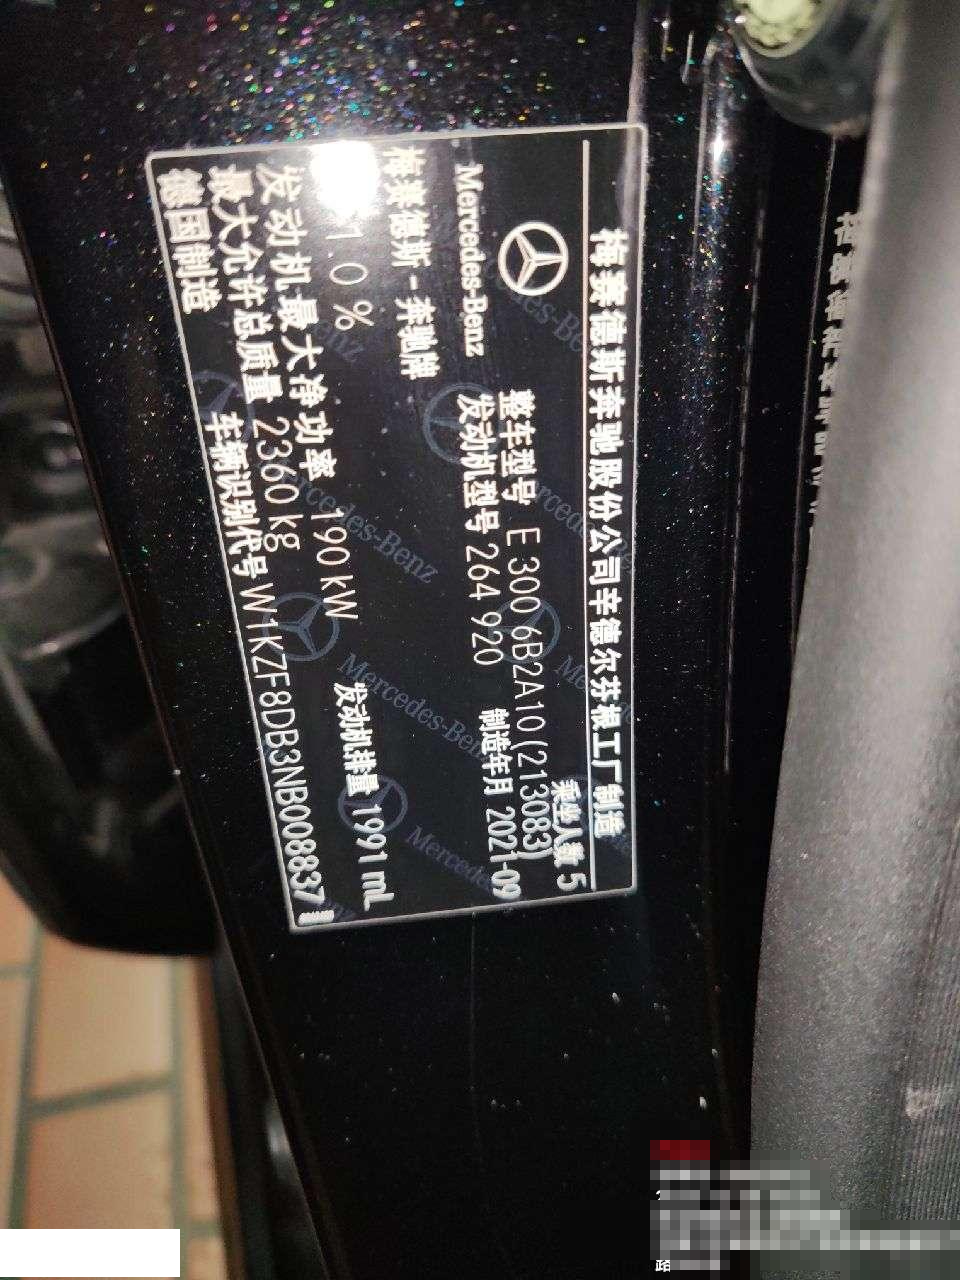 梅赛德斯奔驰股份公司辛德尔芬根工厂制造
乘坐人数 5
整车型号 E 300 6B2A10(213083)
Mercedes-Benz
发动机型号 264 920
制造年月 2021-09
梅赛德斯-奔驰牌
10%
发动机排量 1991 mL
发动机最大净功率 190 kW
最大允许总质量 2360 kg
德国制造
车辆识别代号 W1KZF8DB3NB008837
路